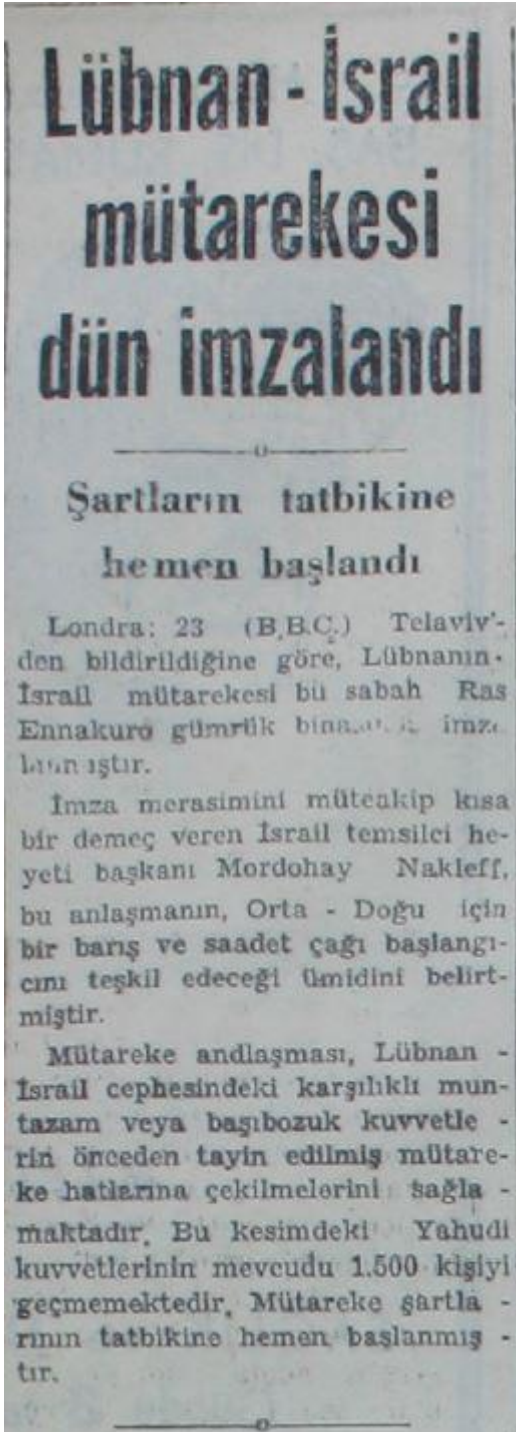 Lübnan - İsrail
mütarekesi
dün imzalandı
Şartların tatbikine
hemen başlandı
Londra: 23 (B.B.C.) Telaviv'-
den bildirildiğine göre, Lübnanın-
İsrail mütarekesi bu sabah Ras
Ennakuro gümrük
İmza merasimini müteakip kısa
bir demeç veren İsrail temsilci he-
yeti başkanı Mordohay Nakleff,
bu anlaşmanın, Orta - Doğu için
bir barış ve saadet çağı başlangı-
cını teşkil edeceği ümidini belirt-
miştir.
Mütareke andlaşması, Lübnan -
İsrail cephesindeki karşılıklı mun-
tazam veya başıbozuk kuvvetle -
rin önceden tayin edilmiş mütare-
ke hatlarına çekilmelerini sağla -
maktadır. Bu kesimdeki Yahudi
kuvvetlerinin mevcudu 1.500 kişiyi
geçmemektedir. Mütareke şartla -
rının tatbikine hemen başlanmış -
tır.